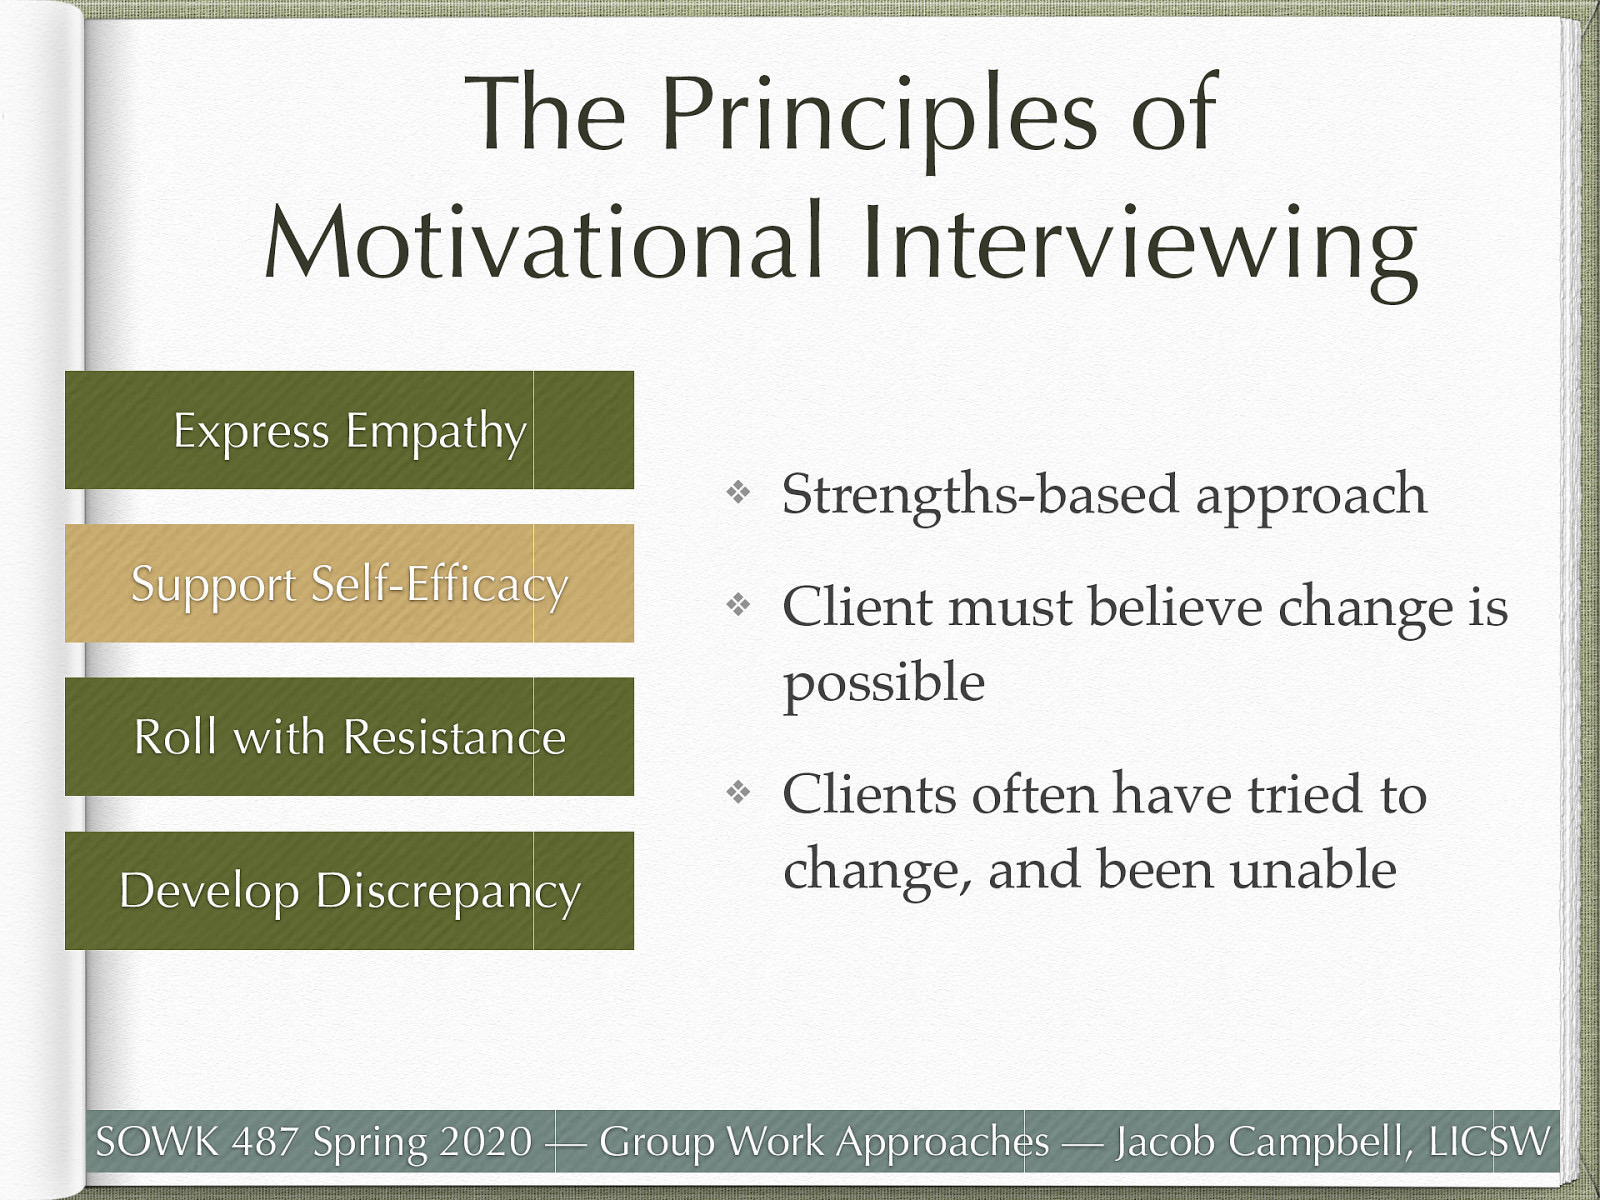 The Principles of
Motivational Interviewing
Express Empathy
Support Self-Efficacy
Roll with Resistance
Develop Discrepancy
Strengths-based approach
Client must believe change is
possible
Clients often have tried to
change, and been unable
SOWK 487 Spring 2020 — Group Work Approaches — Jacob Campbell, LICSW